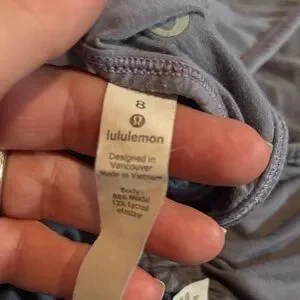 8
lululemon
Designed in
Vancouver
Made in Vietnam
Body:
88% Modal
12% Lycra®
elastane